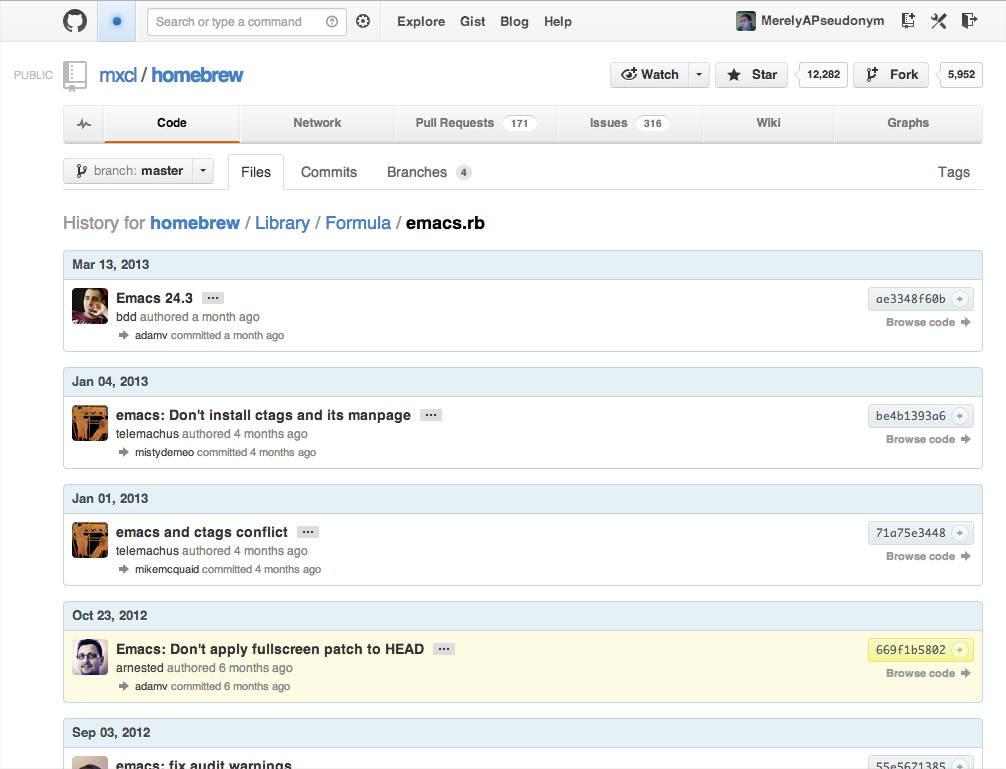 Search or type a command
Explore Gist Blog Help
MerelyAPseudonym
PUBLIC mxcl / homebrew
Watch Star 12,282 Fork 5,952
Code Network Pull Requests 171 Issues 316 Wiki Graphs
branch: master Files Commits Branches 4 Tags
History for homebrew / Library / Formula / emacs.rb
Mar 13, 2013
Emacs 24.3 ...
ae3348f60b
bdd authored a month ago
Browse code
adamv committed a month ago
Jan 04, 2013
emacs: Don't install ctags and its manpage ...
be4b1393a6
telemachus authored 4 months ago
Browse code
mistydemeo committed 4 months ago
Jan 01, 2013
emacs and ctags conflict ...
71a75e3448
telemachus authored 4 months ago
Browse code
mikemcquaid committed 4 months ago
Oct 23, 2012
Emacs: Don't apply fullscreen patch to HEAD ...
669f1b5802
arnested authored 6 months ago
Browse code
adamv committed 6 months ago
Sep 03, 2012
emacs: fix audit warnings
55e5671385